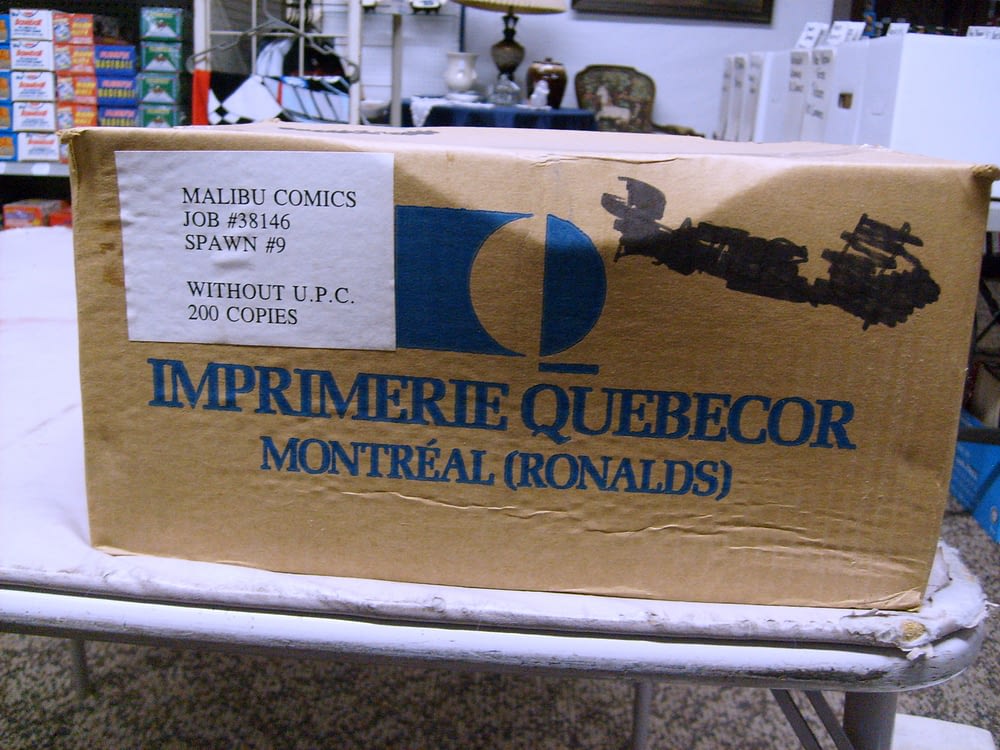 MALIBU COMICS
JOB #38146
SPAWN #9
WITHOUT U.P.C.
200 COPIES
IMPRIMERIE QUEBECOR
MONTRÉAL (RONALDS)